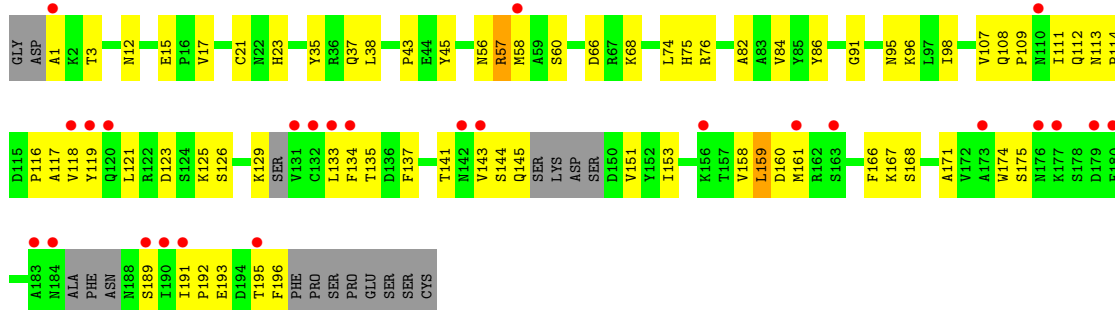 GLY ASP A1 K2 T3 N12 E15 P16 V17 C21 N22 H23 Y35 R36 Q37 L38 P43 E44 Y45 N56 R57 M58 A59 S60 D66 R67 K68 L74 H75 R76 A82 A83 V84 Y85 Y86 G91 N95 K96 L97 I98 V107 Q108 P109 N110 I111 Q112 N113
D115 P116 A117 V118 Y119 Q120 L121 R122 D123 S124 K125 S126 K129 SER V131 C132 L133 F134 T135 D136 F137 T141 N142 V143 S144 Q145 SER LYS ASP SER D150 V151 Y152 I153 K156 T157 V158 L159 D160 M161 R162 S163 F166 K167 S168 A171 V172 A173 W174 S175 N176 K177 S178 D179
A183 N184 ALA PHE ASN N188 S189 I190 I191 P192 E193 D194 T195 F196 PHE PRO SER PRO GLU SER SER CYS